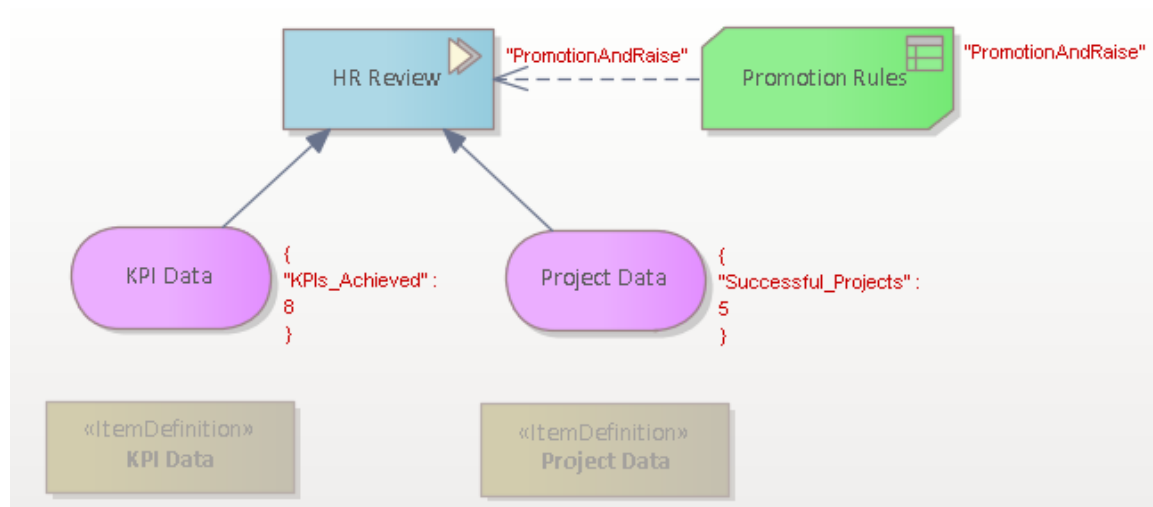 HR Review
"PromotionAndRaise"
Promotion Rules
"PromotionAndRaise"
KPI Data
{
"KPIs_Achieved" :
8
}
Project Data
{
"Successful_Projects" :
5
}
«ItemDefinition»
KPI Data
«ItemDefinition»
Project Data